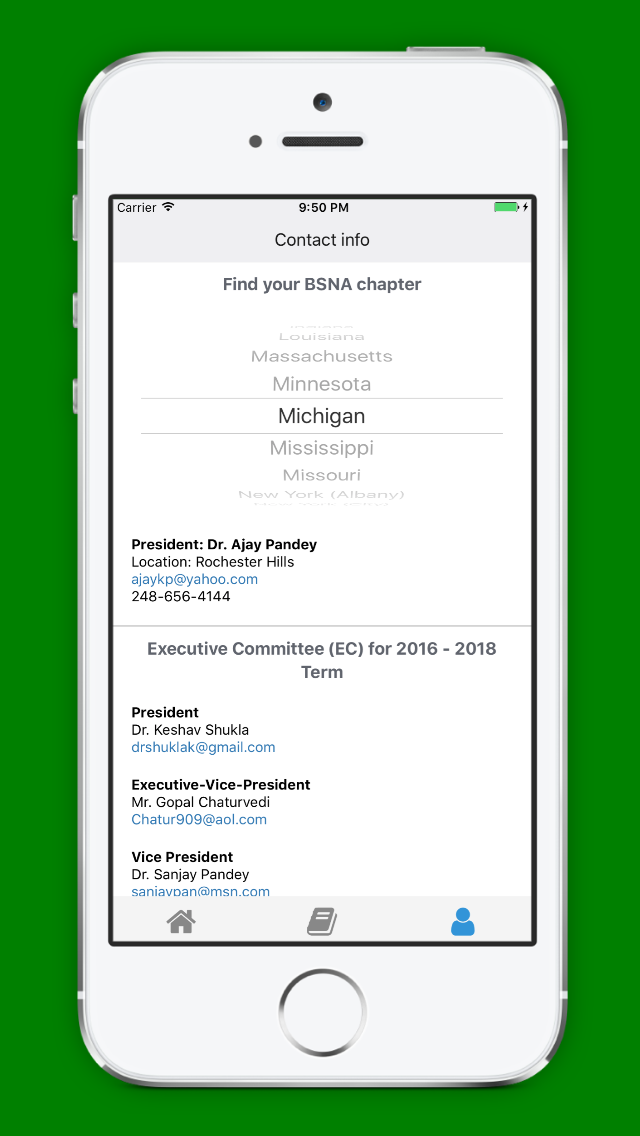 Carrier 9:50 PM
Contact info
Find your BSNA chapter
Louisiana
Massachusetts
Minnesota
Michigan
Mississippi
Missouri
New York (Albany)
President: Dr. Ajay Pandey
Location: Rochester Hills
ajaykp@yahoo.com
248-656-4144
Executive Committee (EC) for 2016 - 2018
Term
President
Dr. Keshav Shukla
drshuklak@gmail.com
Executive-Vice-President
Mr. Gopal Chaturvedi
Chatur909@aol.com
Vice President
Dr. Sanjay Pandey
sanjaypan@msn.com